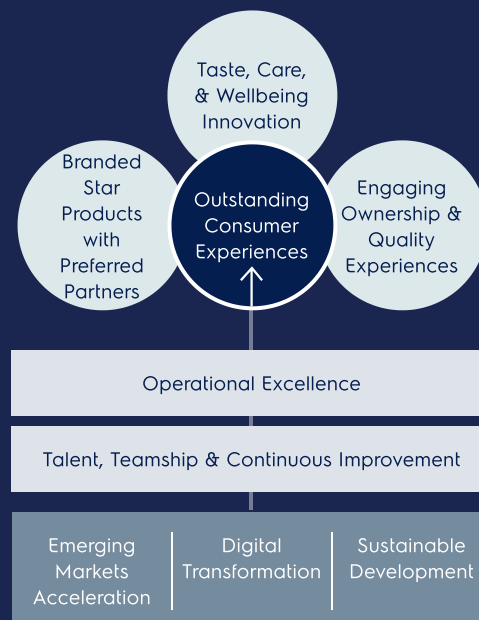 Taste, Care,
& Wellbeing
Innovation
Branded
Star
Products
with
Preferred
Partners
Outstanding
Consumer
Experiences
Engaging
Ownership &
Quality
Experiences
Operational Excellence
Talent, Teamship & Continuous Improvement
Emerging
Markets
Acceleration
Digital
Transformation
Sustainable
Development